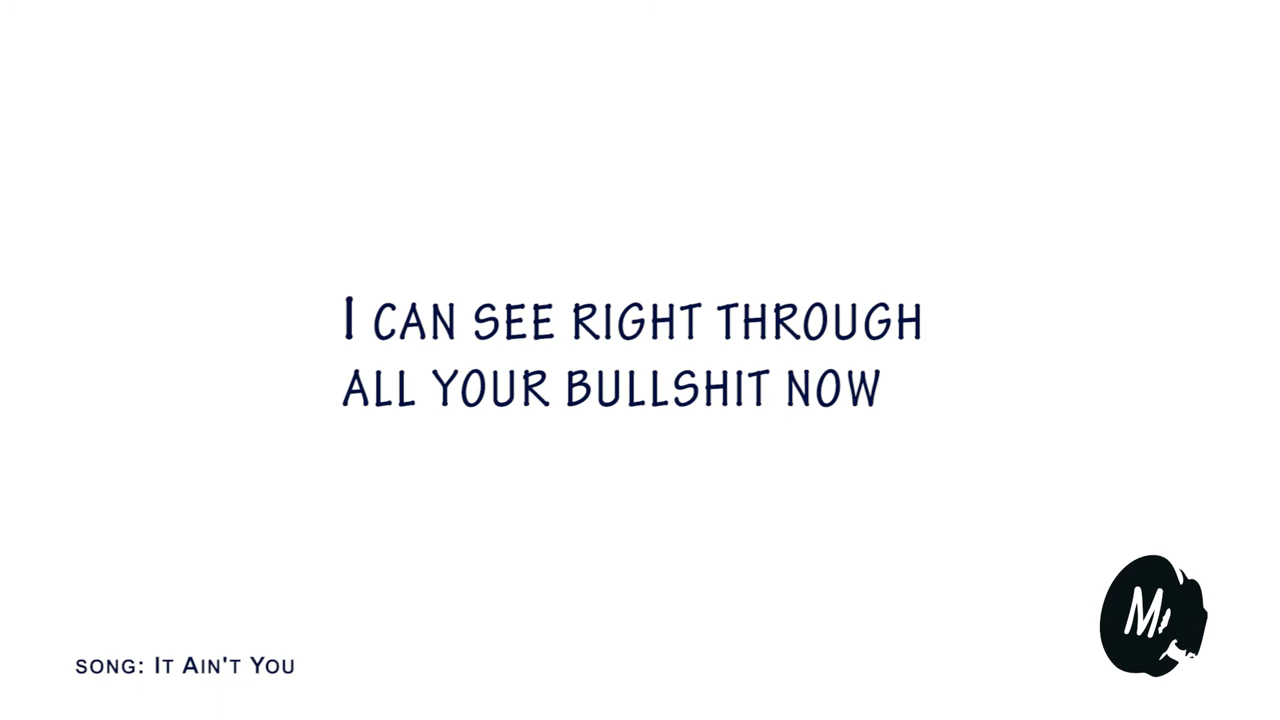 I CAN SEE RIGHT THROUGH
ALL YOUR BULLSHIT NOW
SONG: IT AIN'T YOU
M